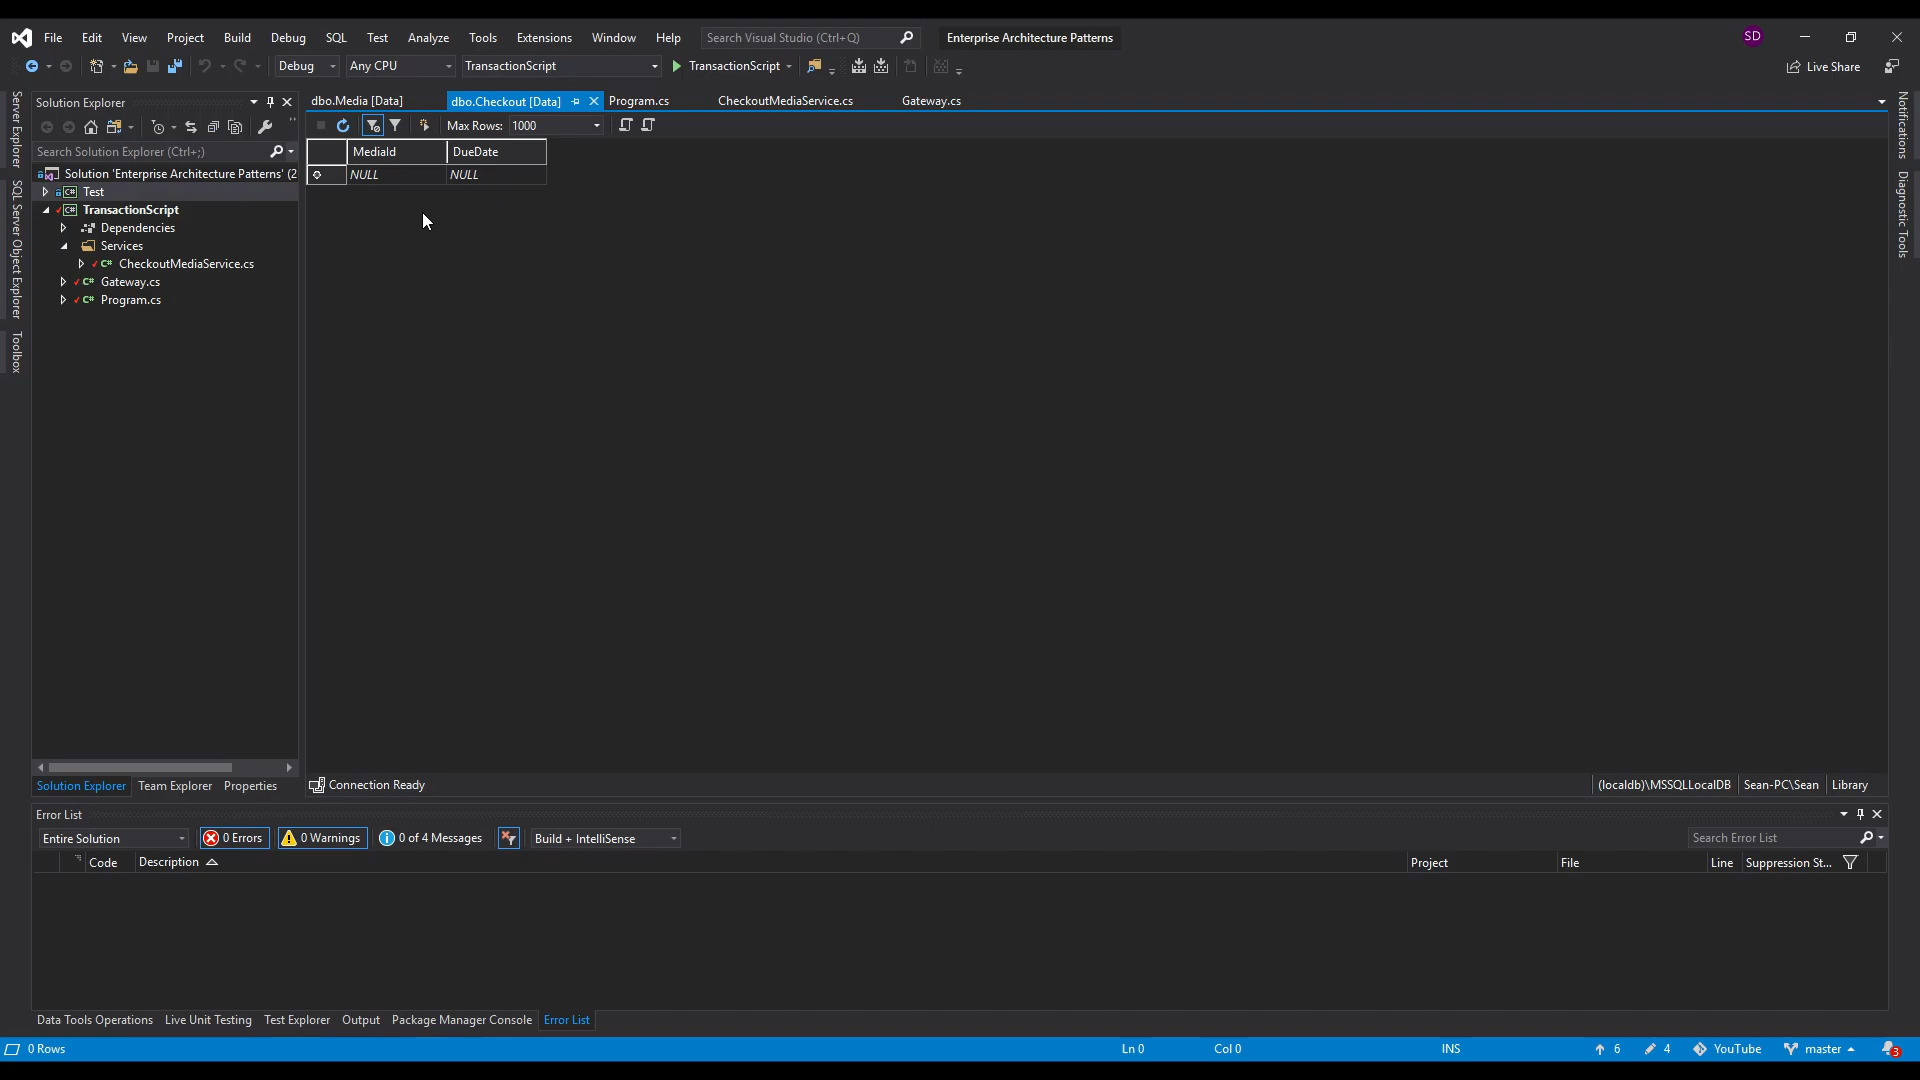 File Edit View Project Build Debug SQL Test Analyze Tools Extensions Window Help Search Visual Studio (Ctrl+Q) Enterprise Architecture Patterns SD
Debug Any CPU TransactionScript TransactionScript Live Share
Server Explorer
SQL Server Object Explorer
Toolbox
Solution Explorer
Search Solution Explorer (Ctrl+;)
Solution 'Enterprise Architecture Patterns' (2
C# Test
C# TransactionScript
Dependencies
Services
C# CheckoutMediaService.cs
C# Gateway.cs
C# Program.cs
Solution Explorer Team Explorer Properties
dbo.Media [Data] dbo.Checkout [Data] Program.cs CheckoutMediaService.cs Gateway.cs
Max Rows: 1000
MediaId DueDate
NULL NULL
Connection Ready (localdb)\MSSQLLocalDB Sean-PC\Sean Library
Notifications
Diagnostic Tools
Error List
Entire Solution 0 Errors 0 Warnings 0 of 4 Messages Build + IntelliSense Search Error List
Code Description Project File Line Suppression St...
Data Tools Operations Live Unit Testing Test Explorer Output Package Manager Console Error List
0 Rows Ln 0 Col 0 INS 6 4 YouTube master 3